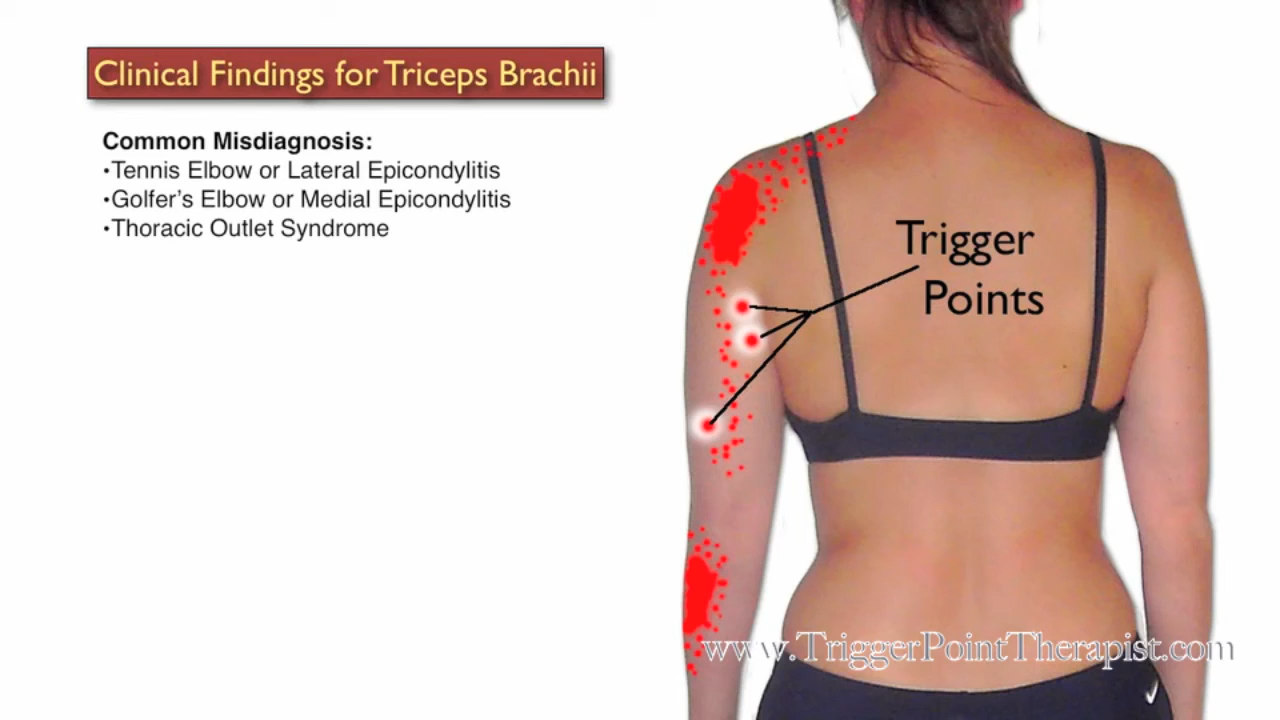 Clinical Findings for Triceps Brachii
Common Misdiagnosis:
•Tennis Elbow or Lateral Epicondylitis
•Golfer's Elbow or Medial Epicondylitis
•Thoracic Outlet Syndrome
Trigger
Points
www.TriggerPointTherapist.com